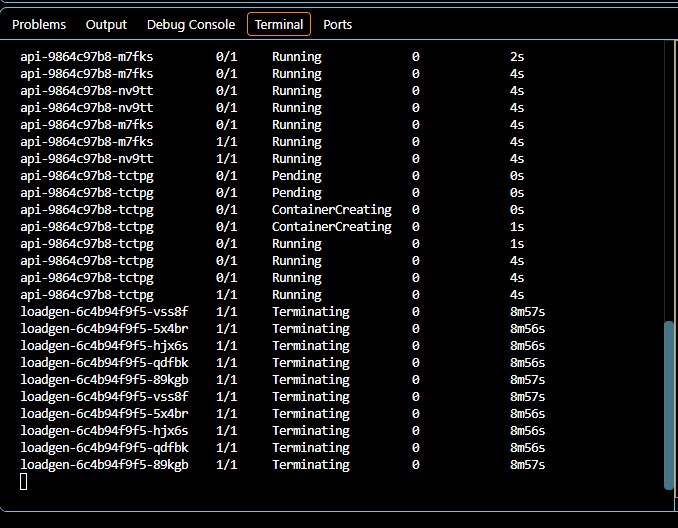 Problems Output Debug Console Terminal Ports
api-9864c97b8-m7fks 0/1 Running 0 2s
api-9864c97b8-m7fks 0/1 Running 0 4s
api-9864c97b8-nv9tt 0/1 Running 0 4s
api-9864c97b8-nv9tt 0/1 Running 0 4s
api-9864c97b8-m7fks 0/1 Running 0 4s
api-9864c97b8-m7fks 1/1 Running 0 4s
api-9864c97b8-nv9tt 1/1 Running 0 4s
api-9864c97b8-tctpg 0/1 Pending 0 0s
api-9864c97b8-tctpg 0/1 Pending 0 0s
api-9864c97b8-tctpg 0/1 ContainerCreating 0 0s
api-9864c97b8-tctpg 0/1 ContainerCreating 0 1s
api-9864c97b8-tctpg 0/1 Running 0 1s
api-9864c97b8-tctpg 0/1 Running 0 4s
api-9864c97b8-tctpg 0/1 Running 0 4s
api-9864c97b8-tctpg 1/1 Running 0 4s
loadgen-6c4b94f9f5-vss8f 1/1 Terminating 0 8m57s
loadgen-6c4b94f9f5-5x4br 1/1 Terminating 0 8m56s
loadgen-6c4b94f9f5-hjx6s 1/1 Terminating 0 8m56s
loadgen-6c4b94f9f5-qdfbk 1/1 Terminating 0 8m56s
loadgen-6c4b94f9f5-89kgb 1/1 Terminating 0 8m57s
loadgen-6c4b94f9f5-vss8f 1/1 Terminating 0 8m57s
loadgen-6c4b94f9f5-5x4br 1/1 Terminating 0 8m56s
loadgen-6c4b94f9f5-hjx6s 1/1 Terminating 0 8m56s
loadgen-6c4b94f9f5-qdfbk 1/1 Terminating 0 8m56s
loadgen-6c4b94f9f5-89kgb 1/1 Terminating 0 8m57s